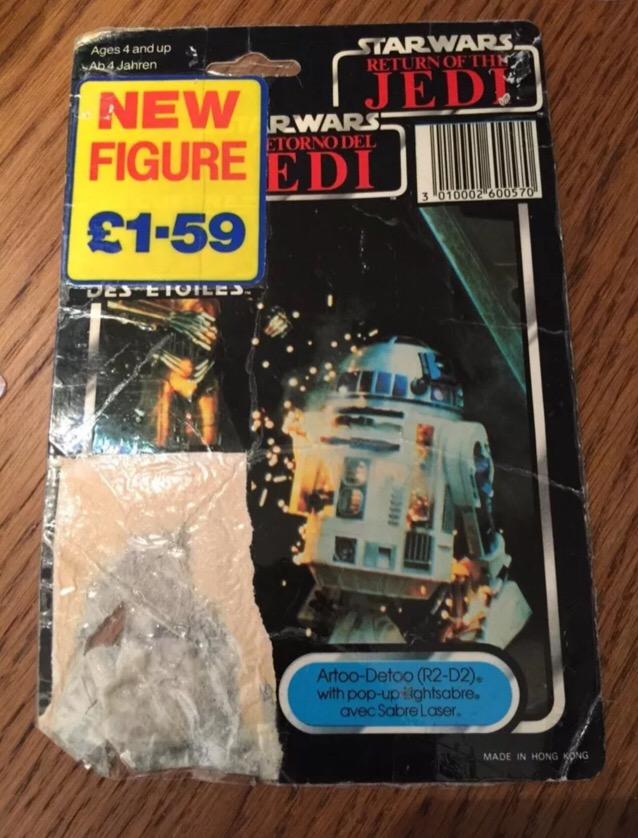 Ages 4 and up
Ab 4 Jahren
STAR WARS
RETURN OF THE
JEDI
NEW
FIGURE
£1·59
RWARS
ETORNO DEL
EDI
3 010002 600570
DES ETOILES
Artoo-Detoo (R2-D2)®
with pop-up lightsabre®
avec Sabre Laser
MADE IN HONG KONG